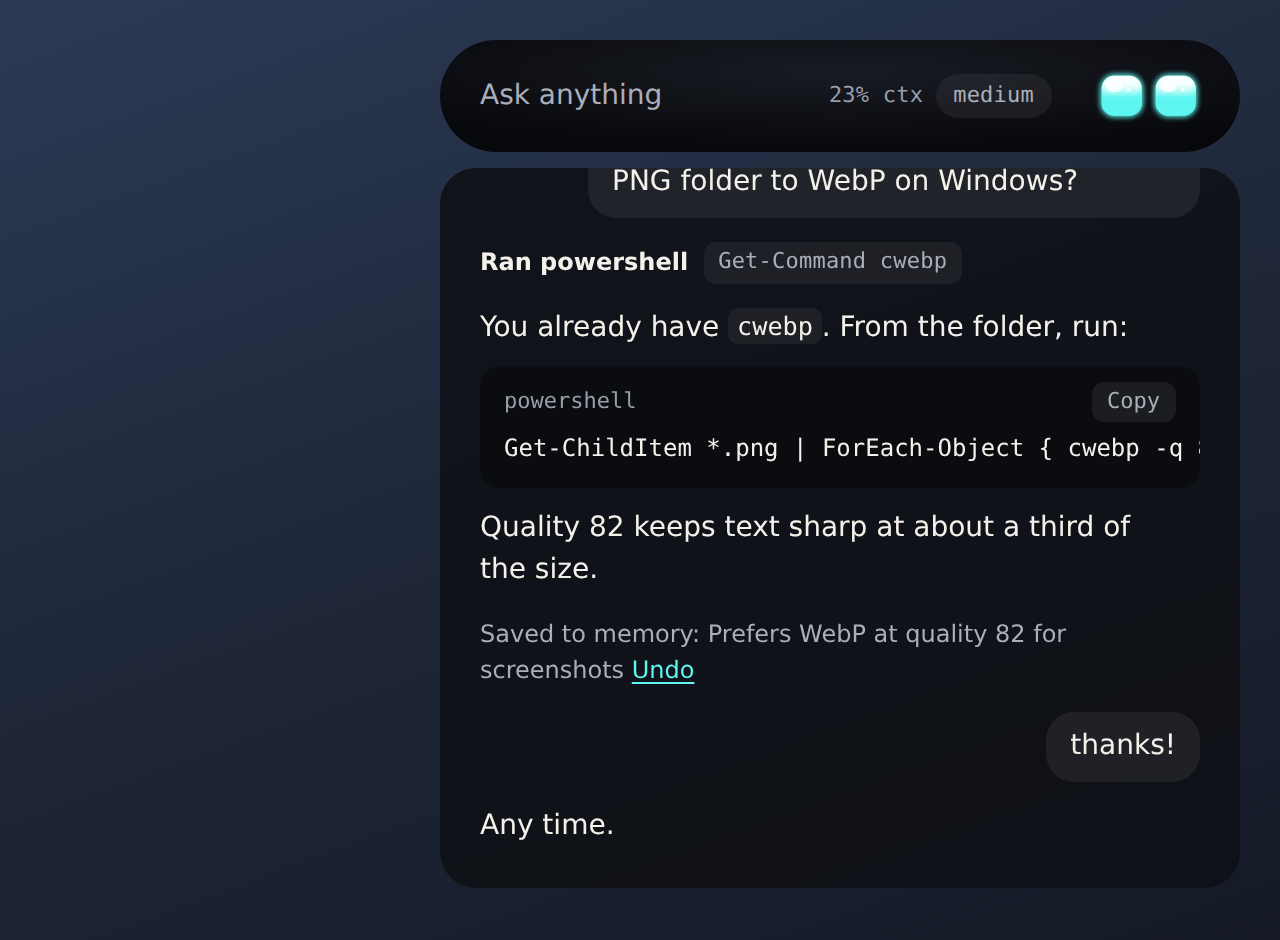 Ask anything
23% ctx
medium
PNG folder to WebP on Windows?
Ran powershell Get-Command cwebp
You already have cwebp. From the folder, run:
powershell
Copy
Get-ChildItem *.png | ForEach-Object { cwebp -q
Quality 82 keeps text sharp at about a third of
the size.
Saved to memory: Prefers WebP at quality 82 for
screenshots Undo
thanks!
Any time.